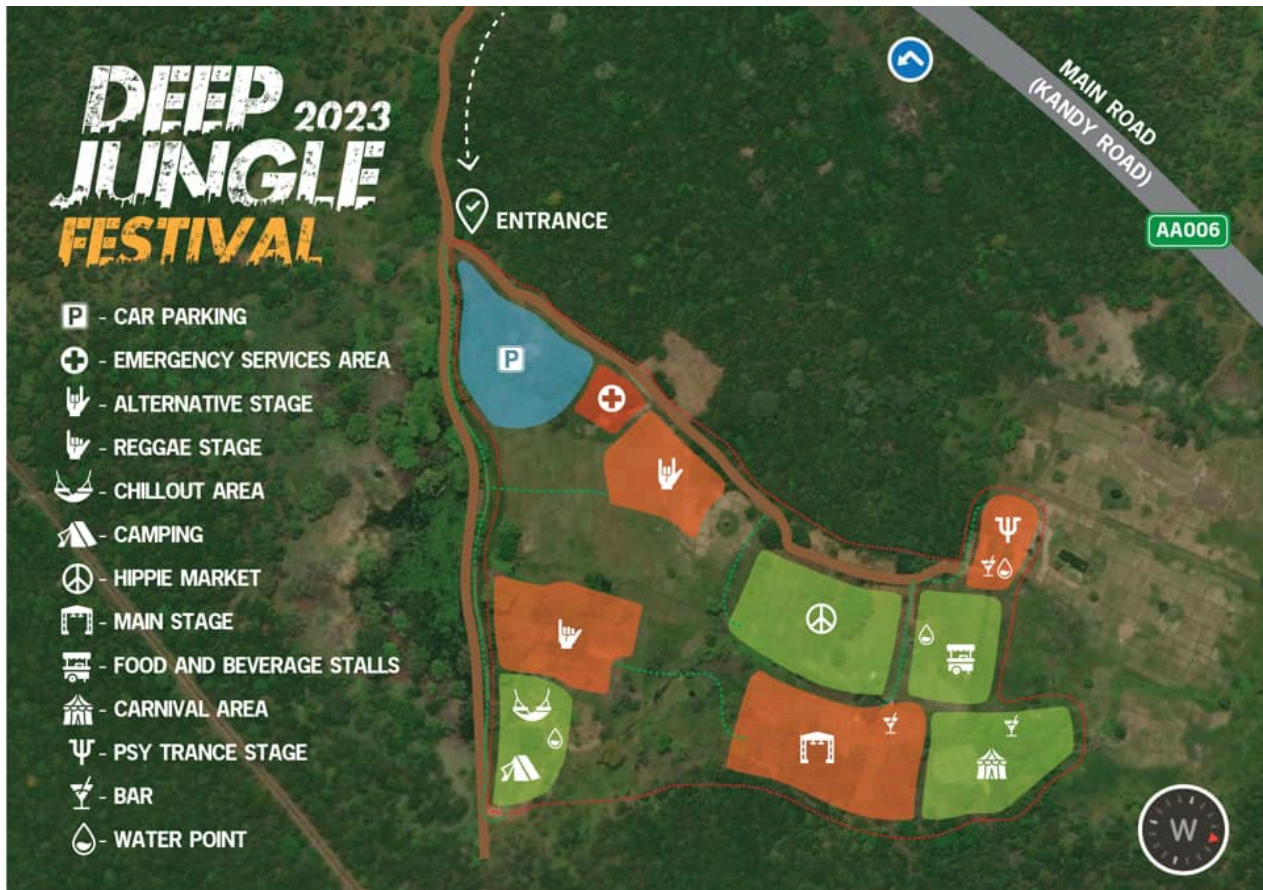 DEEP 2023
JUNGLE
FESTIVAL
P - CAR PARKING
- EMERGENCY SERVICES AREA
- ALTERNATIVE STAGE
- REGGAE STAGE
- CHILLOUT AREA
- CAMPING
- HIPPIE MARKET
- MAIN STAGE
- FOOD AND BEVERAGE STALLS
- CARNIVAL AREA
- PSY TRANCE STAGE
- BAR
- WATER POINT
ENTRANCE
MAIN ROAD
(KANDY ROAD)
AA006
P
W